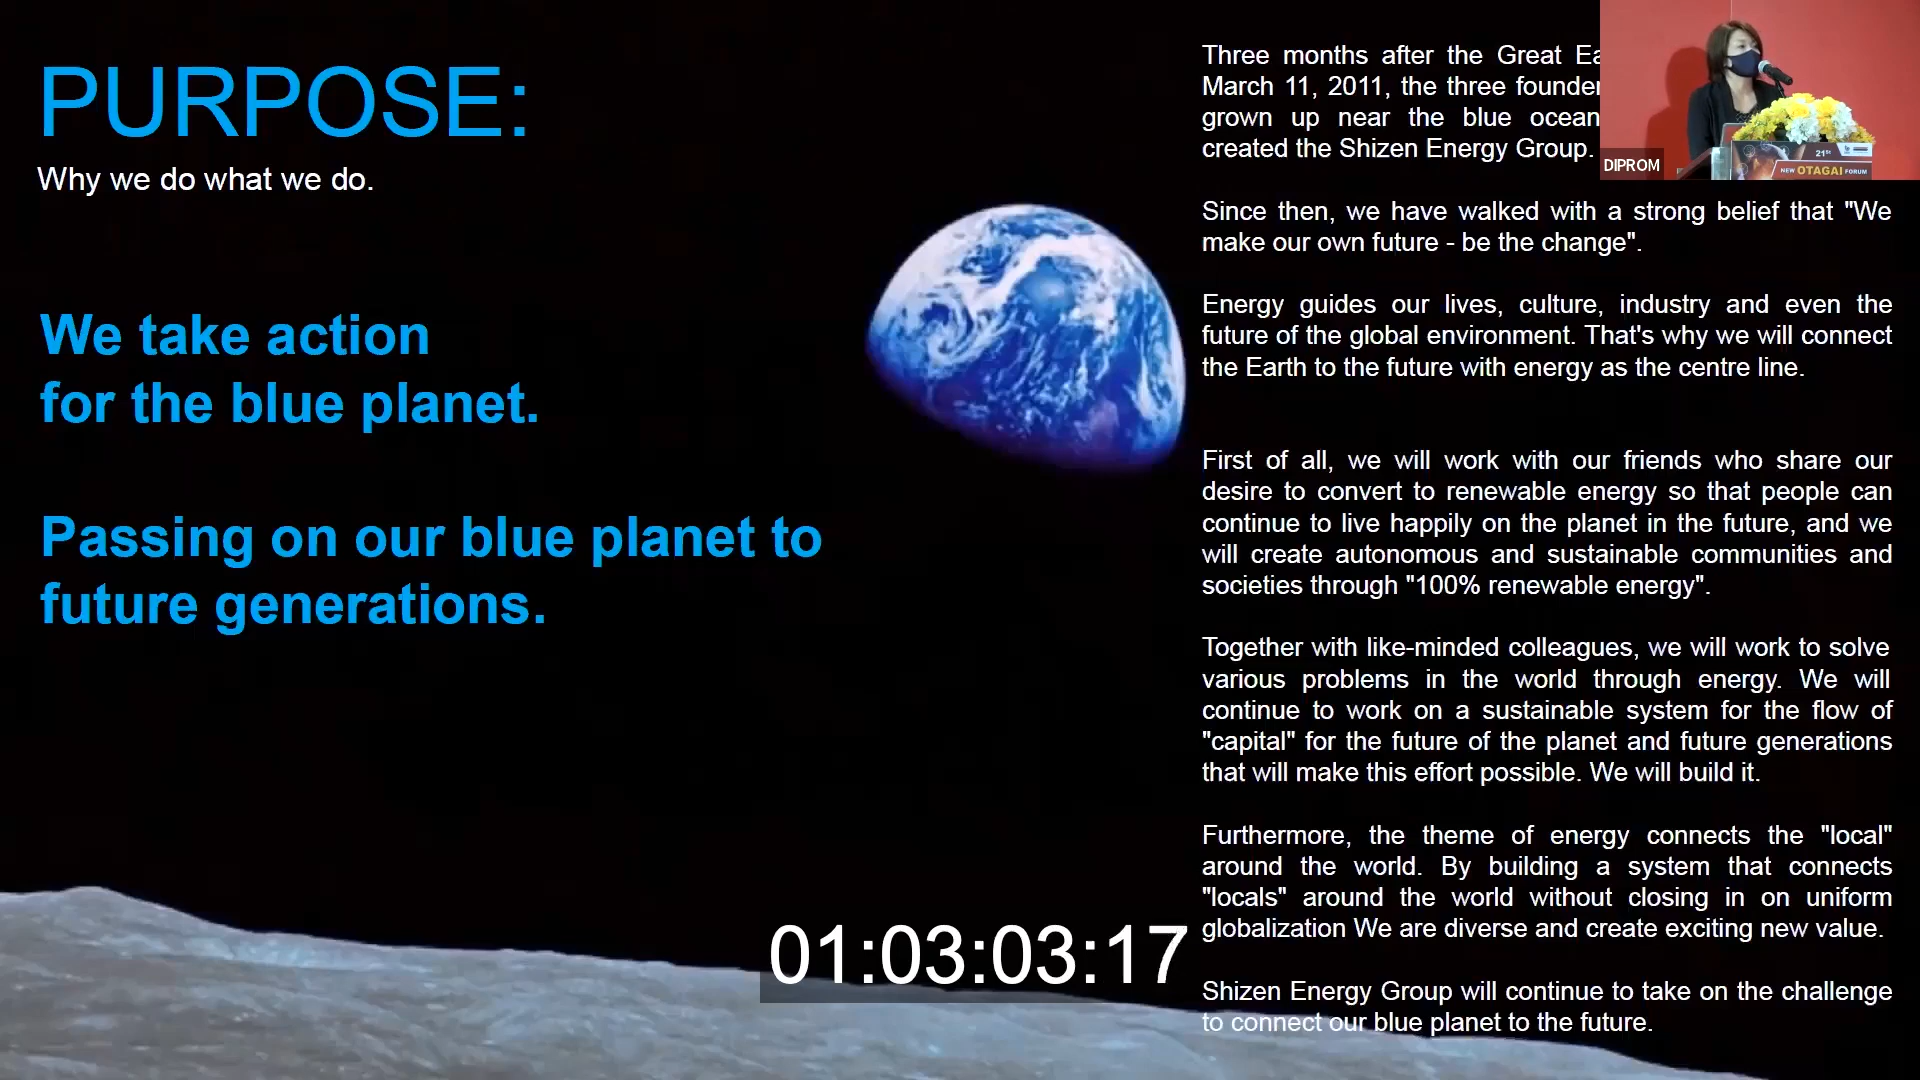 PURPOSE:
Why we do what we do.
We take action
for the blue planet.
Passing on our blue planet to
future generations.
Three months after the Great
March 11, 2011, the three
grown up near the blue ocean
created the Shizen Energy Group.
Since then, we have walked with a strong belief that "We
make our own future - be the change".
Energy guides our lives, culture, industry and even the
future of the global environment. That's why we will connect
the Earth to the future with energy as the centre line.
First of all, we will work with our friends who share our
desire to convert to renewable energy so that people can
continue to live happily on the planet in the future, and we
will create autonomous and sustainable communities and
societies through "100% renewable energy".
Together with like-minded colleagues, we will work to solve
various problems in the world through energy. We will
continue to work on a sustainable system for the flow of
"capital" for the future of the planet and future generations
that will make this effort possible. We will build it.
Furthermore, the theme of energy connects the "local"
around the world. By building a system that connects
"locals" around the world without closing in on uniform
globalization We are diverse and create exciting new value.
Shizen Energy Group will continue to take on the challenge
to connect our blue planet to the future.
DIPROM
21st
NEW OTAGAI FORUM
01:03:03:17